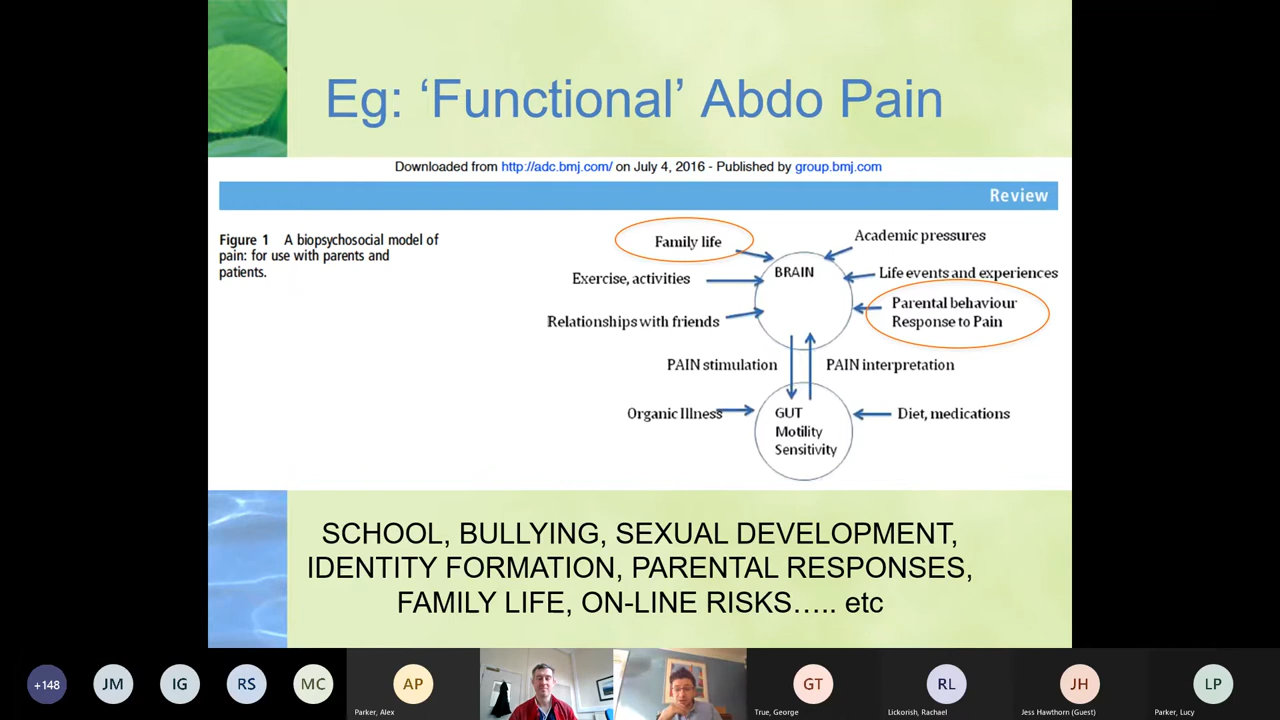 Eg: ‘Functional’ Abdo Pain
Downloaded from http://adc.bmj.com/ on July 4, 2016 - Published by group.bmj.com
Review
Figure 1 A biopsychosocial model of
pain: for use with parents and
patients.
Family life
Academic pressures
BRAIN
Exercise, activities
Life events and experiences
Relationships with friends
Parental behaviour
Response to Pain
PAIN stimulation
PAIN interpretation
Organic Illness
GUT
Motility
Sensitivity
Diet, medications
SCHOOL, BULLYING, SEXUAL DEVELOPMENT,
IDENTITY FORMATION, PARENTAL RESPONSES,
FAMILY LIFE, ON-LINE RISKS..... etc
+148
JM
IG
RS
MC
AP
Parker, Alex
GT
True, George
RL
Lickorish, Rachael
JH
Jess Hawthorn (Guest)
LP
Parker, Lucy